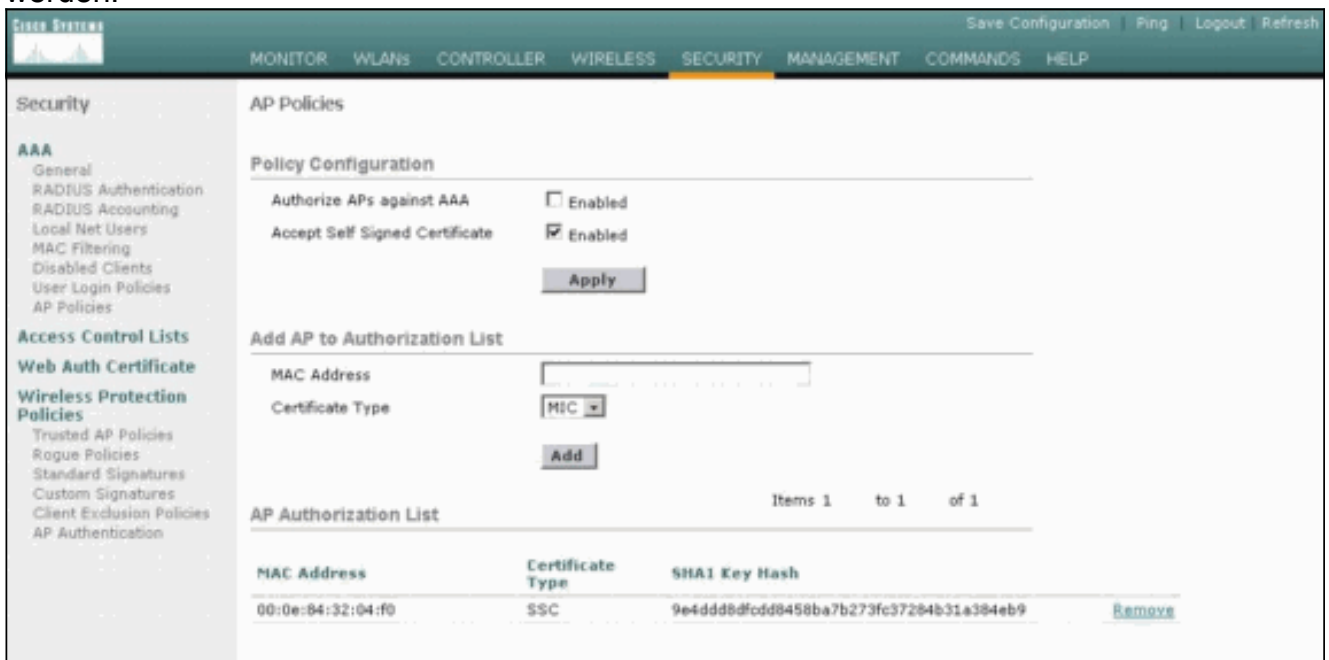 werden.
CISCO SYSTEMS
Save Configuration | Ping | Logout | Refresh
MONITOR WLANs CONTROLLER WIRELESS SECURITY MANAGEMENT COMMANDS HELP
Security
AAA
General
RADIUS Authentication
RADIUS Accounting
Local Net Users
MAC Filtering
Disabled Clients
User Login Policies
AP Policies
Access Control Lists
Web Auth Certificate
Wireless Protection
Policies
Trusted AP Policies
Rogue Policies
Standard Signatures
Custom Signatures
Client Exclusion Policies
AP Authentication
AP Policies
Policy Configuration
Authorize APs against AAA Enabled
Accept Self Signed Certificate Enabled
Apply
Add AP to Authorization List
MAC Address
Certificate Type MIC
Add
Items 1 to 1 of 1
AP Authorization List
MAC Address Certificate Type SHA1 Key Hash
00:0e:84:32:04:f0 SSC 9e4ddd8dfcdd8458ba7b273fc37284b31a384eb9 Remove